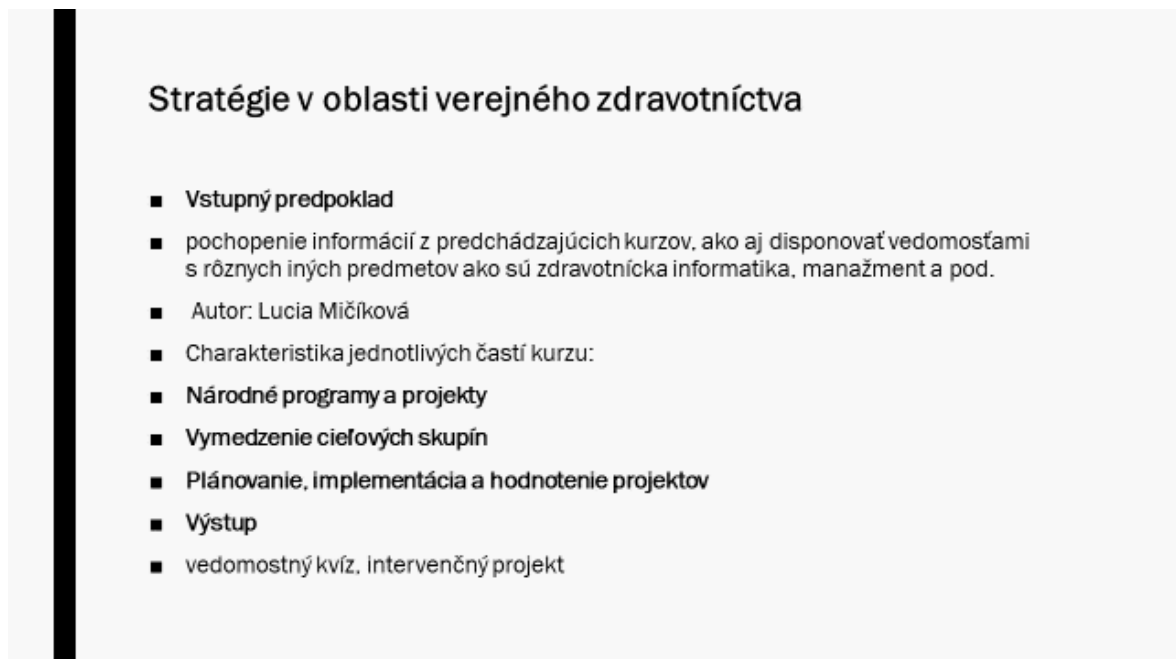 Stratégie v oblasti verejného zdravotníctva
■ Vstupný predpoklad
■ pochopenie informácií z predchádzajúcich kurzov, ako aj disponovať vedomosťami
s rôznych iných predmetov ako sú zdravotnícka informatika, manažment a pod.
■ Autor: Lucia Mičíková
■ Charakteristika jednotlivých častí kurzu:
■ Národné programy a projekty
■ Vymedzenie cieľových skupín
■ Plánovanie, implementácia a hodnotenie projektov
■ Výstup
■ vedomostný kvíz, intervenčný projekt